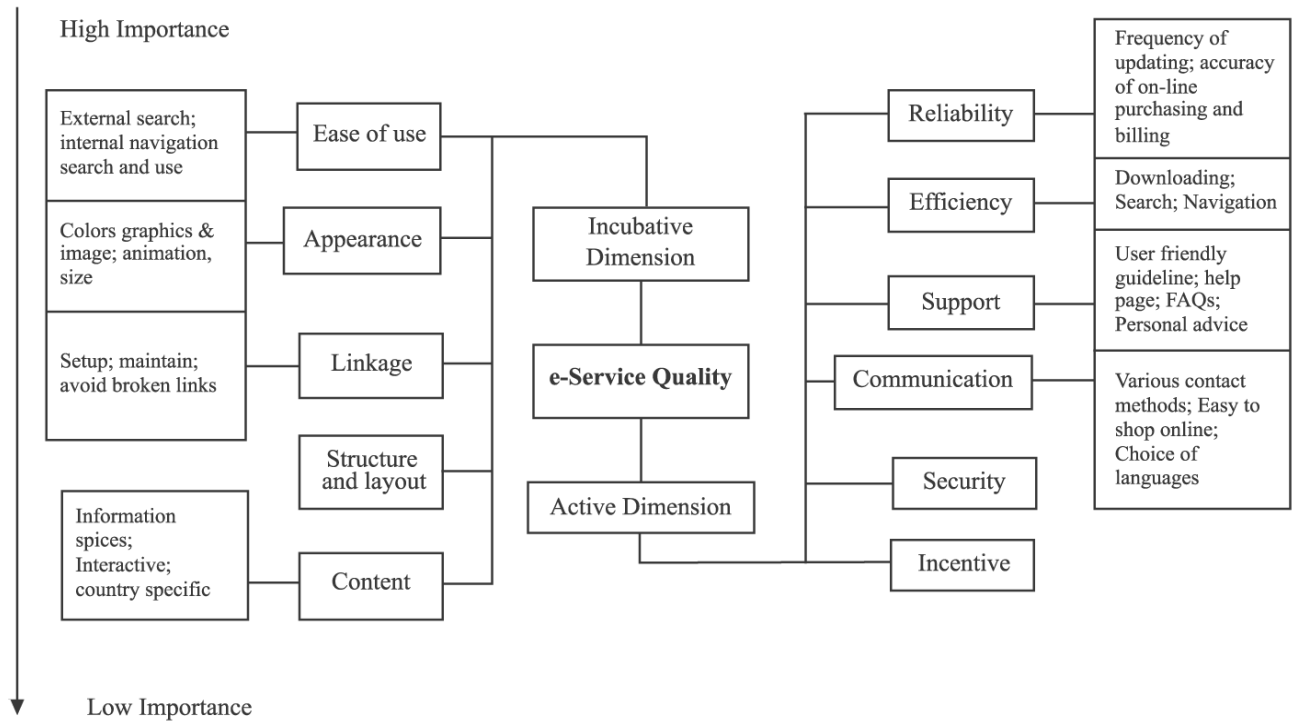 High Importance
External search;
internal navigation
search and use
Ease of use
Colors graphics &
image; animation,
size
Appearance
Setup; maintain;
avoid broken links
Linkage
Structure
and layout
Information
spices;
Interactive;
country specific
Content
Incubative
Dimension
e-Service Quality
Active Dimension
Reliability
Frequency of
updating; accuracy
of on-line
purchasing and
billing
Efficiency
Downloading;
Search; Navigation
Support
User friendly
guideline; help
page; FAQs;
Personal advice
Communication
Various contact
methods; Easy to
shop online;
Choice of
languages
Security
Incentive
Low Importance